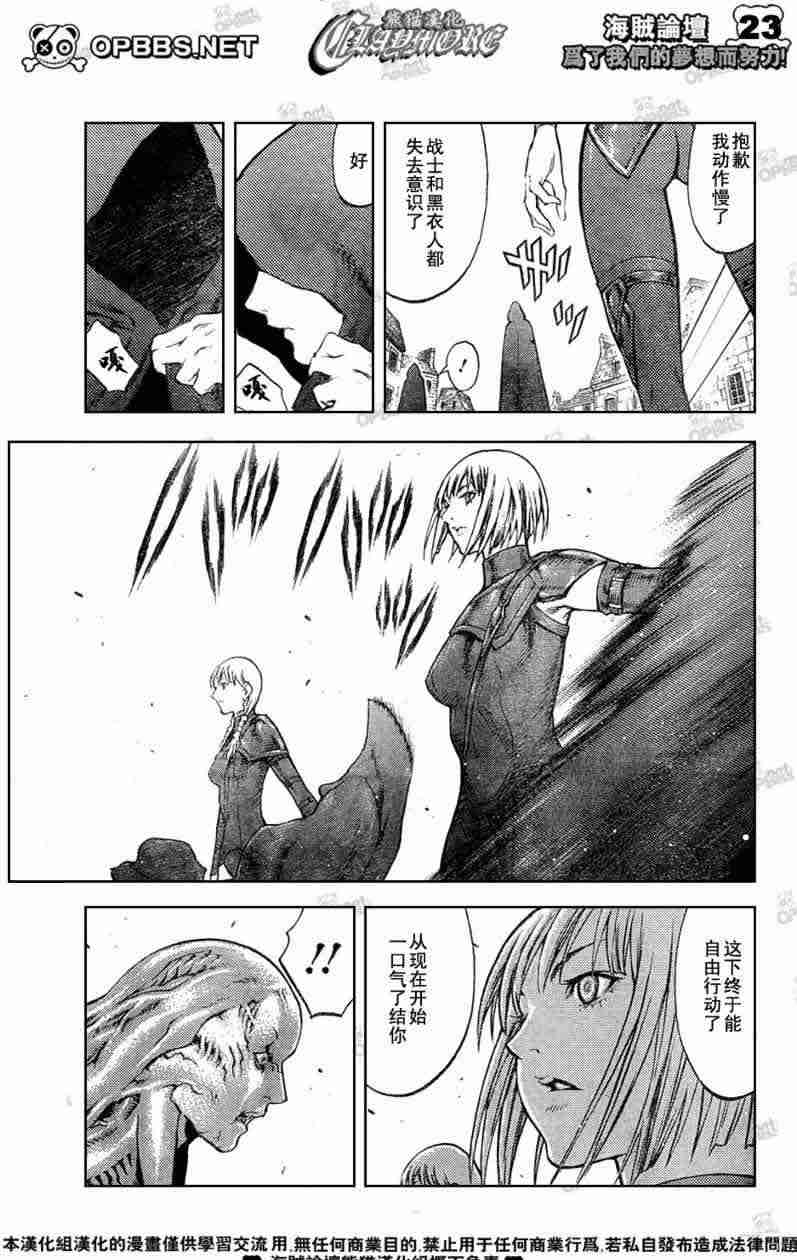 OPBBS.NET
熊猫漢化
CLAYMORE
海賊論壇
23
爲了我們的夢想而努力!
抱歉
我动作慢了
战士和黑衣人都
失去意识了
!
好
这下终于能
自由行动了
从现在开始
一口气了结你
!!
本漢化組漢化的漫畫僅供學習交流用,無任何商業目的,禁止用于任何商業行爲,若私自發布造成法律問題